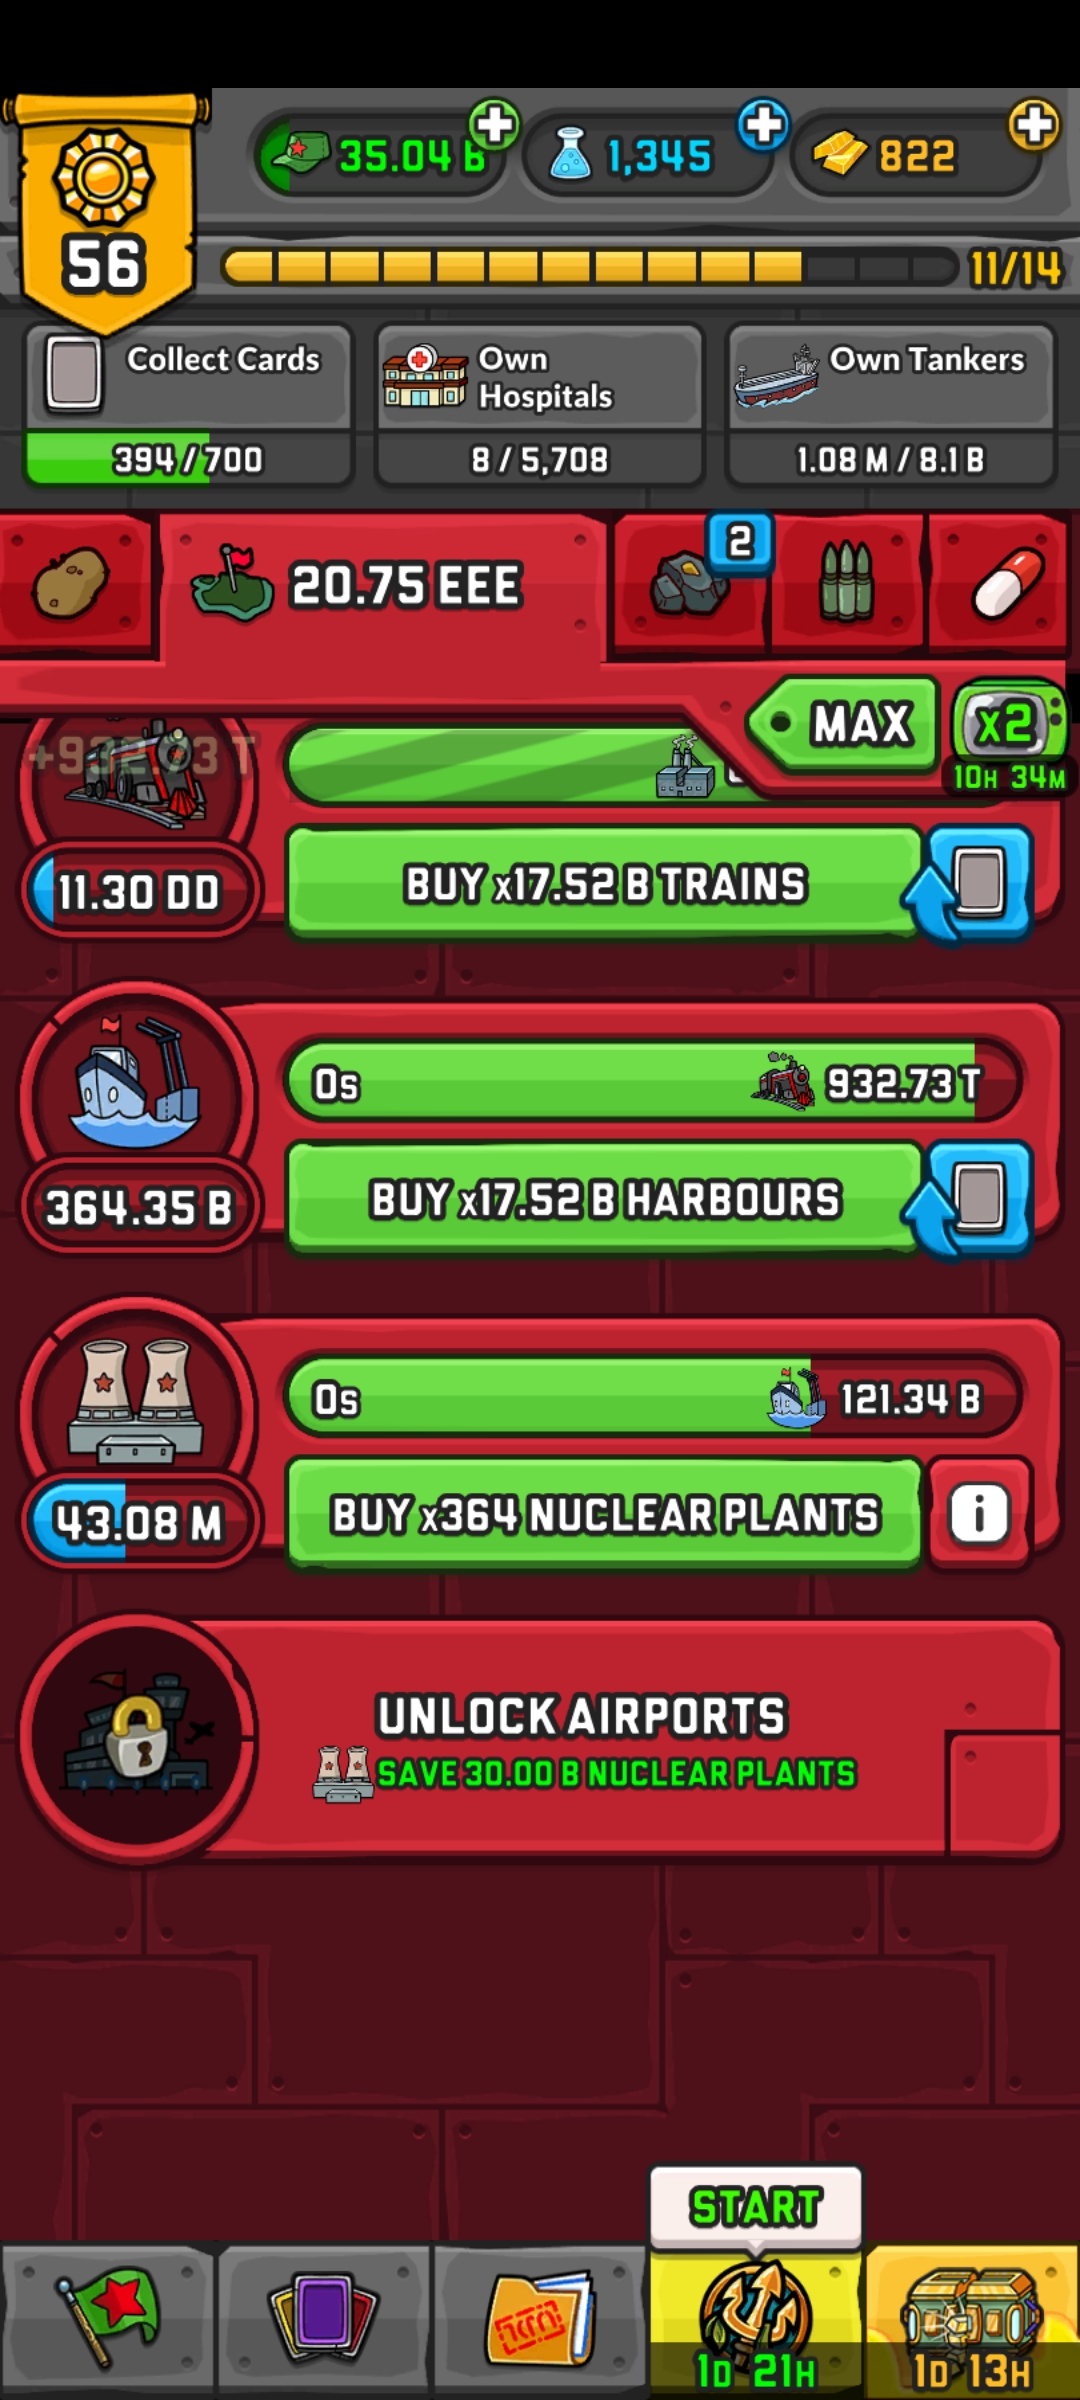 35.04 B
1,345
822
56
11/14
Collect Cards
394/700
Own
Hospitals
8/5,708
Own Tankers
1.08 M/8.1 B
20.75 EEE
2
MAX
x2
10H 34M
11.30 DD
BUY x17.52 B TRAINS
0s
932.73 T
364.35 B
BUY x17.52 B HARBOURS
0s
121.34 B
43.08 M
BUY x364 NUCLEAR PLANTS
i
UNLOCK AIRPORTS
SAVE 30.00 B NUCLEAR PLANTS
START
1D 21H
1D 13H